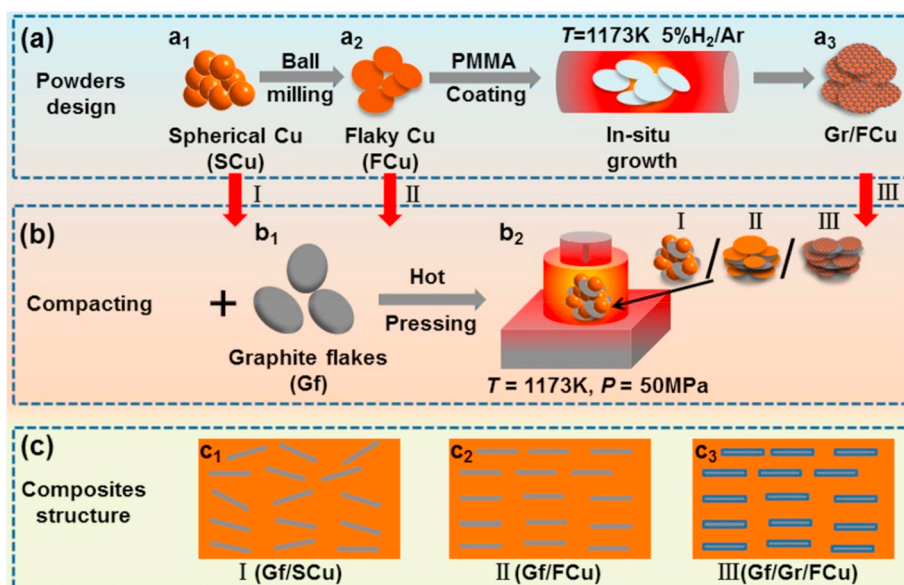 (a)
Powders
design
a1
Ball
milling
a2
PMMA
Coating
T=1173K 5%H2/Ar
a3
Spherical Cu
(SCu)
Flaky Cu
(FCu)
In-situ
growth
Gr/FCu
I
II
III
(b)
Compacting
+
b1
Graphite flakes
(Gf)
Hot
Pressing
b2
I
/
II
/
III
T = 1173K, P = 50MPa
(c)
Composites
structure
c1
c2
c3
I (Gf/SCu)
II (Gf/FCu)
III(Gf/Gr/FCu)